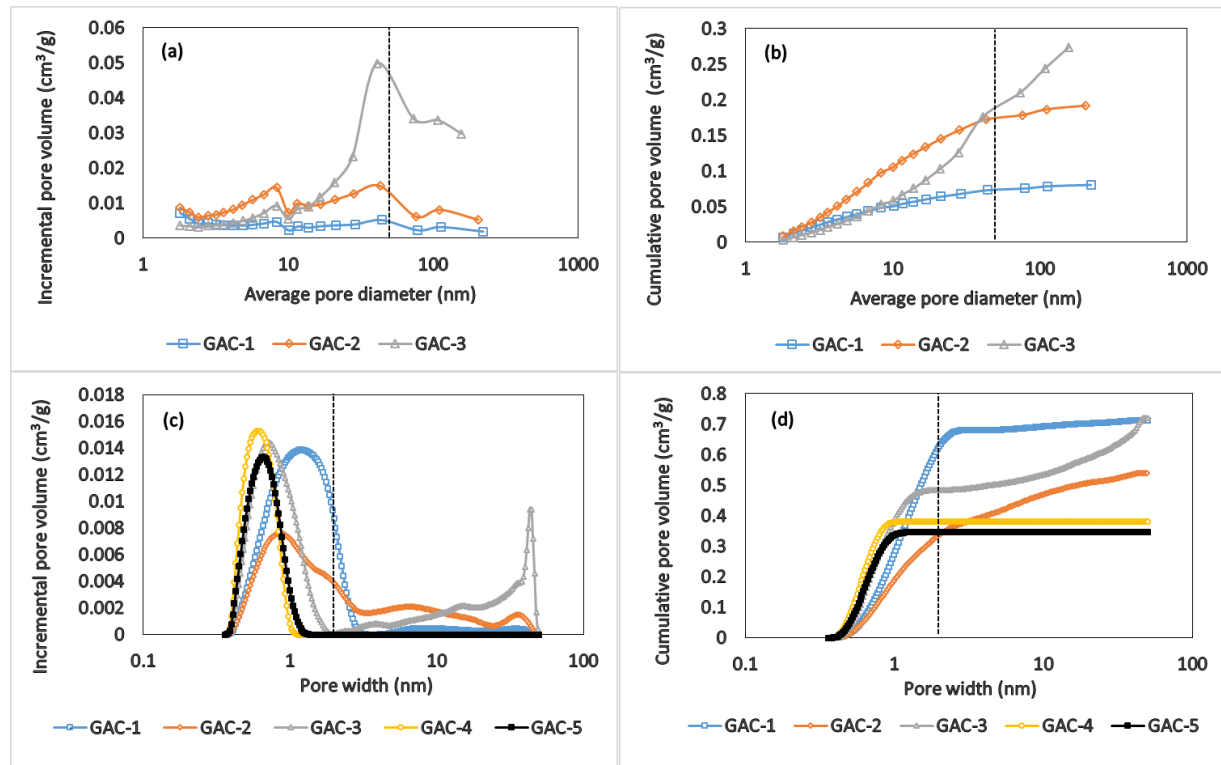 (a)
Incremental pore volume (cm³/g)
0.06
0.05
0.04
0.03
0.02
0.01
0
1 10 100 1000
Average pore diameter (nm)
GAC-1 GAC-2 GAC-3
(b)
Cumulative pore volume (cm³/g)
0.3
0.25
0.2
0.15
0.1
0.05
0
1 10 100 1000
Average pore diameter (nm)
GAC-1 GAC-2 GAC-3
(c)
Incremental pore volume (cm³/g)
0.018
0.016
0.014
0.012
0.01
0.008
0.006
0.004
0.002
0
0.1 1 10 100
Pore width (nm)
GAC-1 GAC-2 GAC-3 GAC-4 GAC-5
(d)
Cumulative pore volume (cm³/g)
0.8
0.7
0.6
0.5
0.4
0.3
0.2
0.1
0
0.1 1 10 100
Pore width (nm)
GAC-1 GAC-2 GAC-3 GAC-4 GAC-5